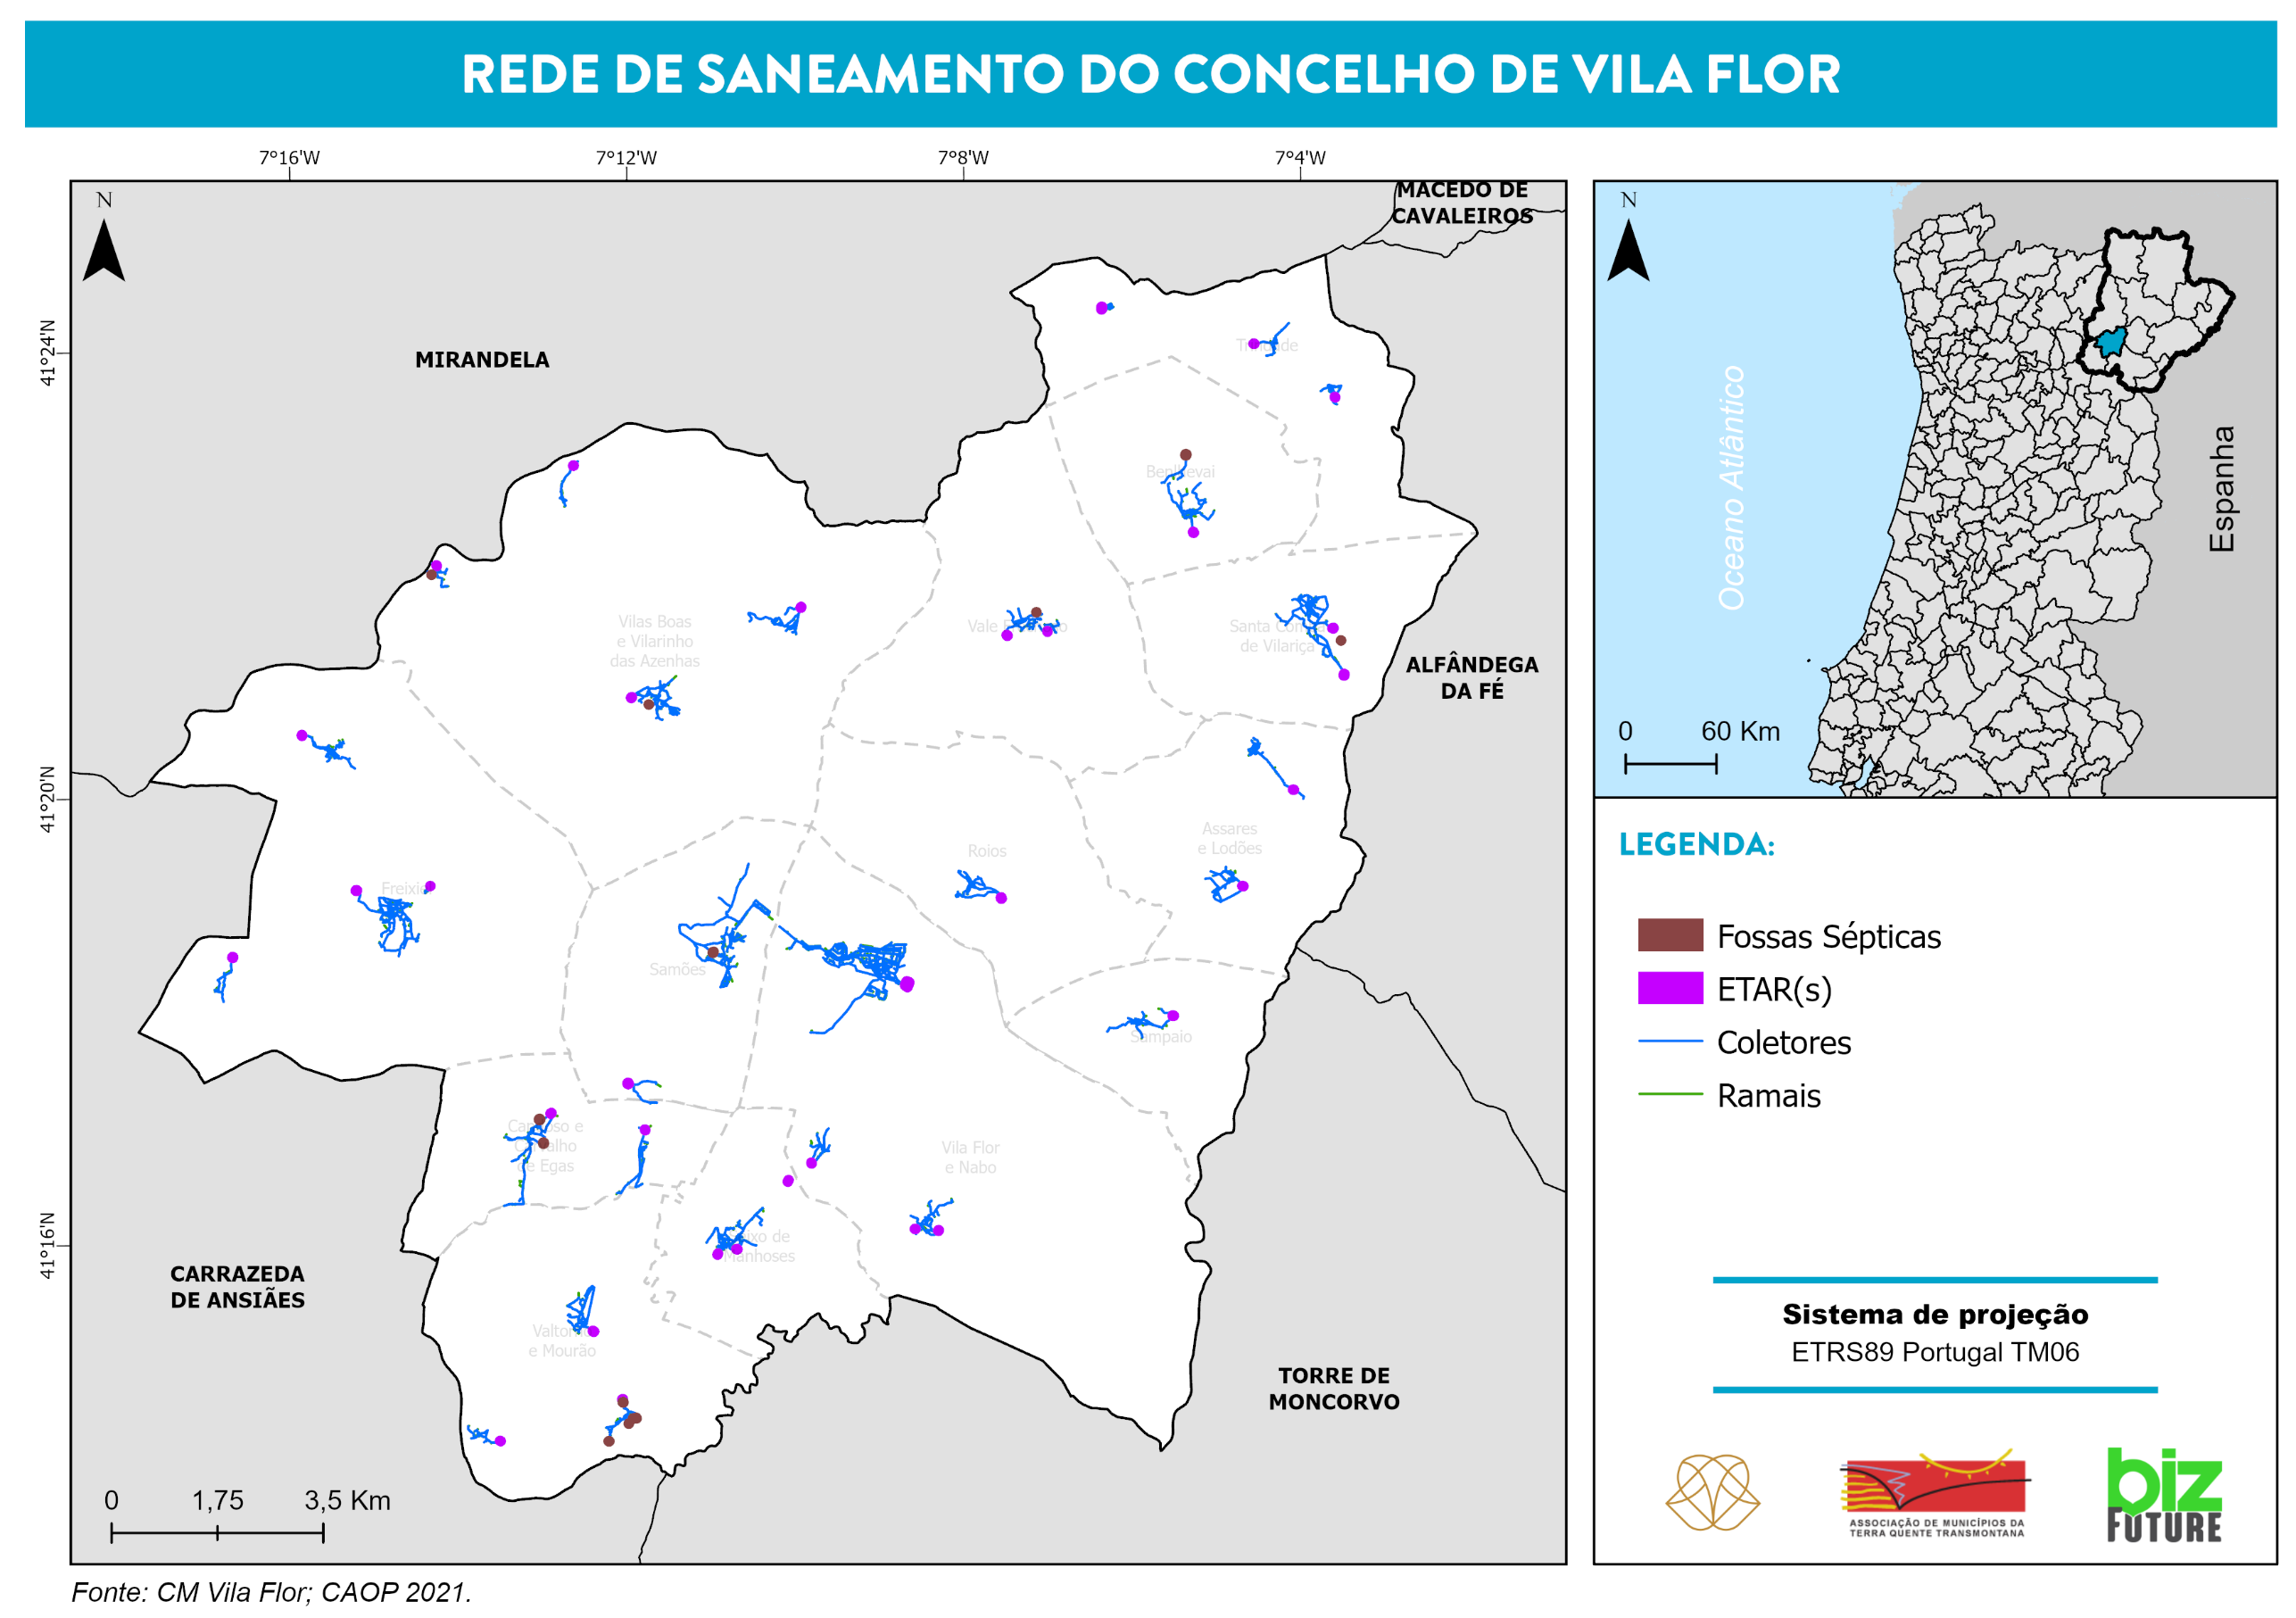 REDE DE SANEAMENTO DO CONCELHO DE VILA FLOR
7°16'W
7°12'W
7°8'W
7°4'W
41°24'N
41°20'N
41°16'N
N
MACEDO DE
CAVALEIROS
MIRANDELA
Vilas Boas
e Vilarinho
das Azenhas
Santa
de Vilariça
ALFÂNDEGA
DA FÉ
Assares
e Lodões
Roios
Samões
Sampaio
e
de Egas
Vila Flor
e Nabo
de
Manhoses
e Mourão
CARRAZEDA
DE ANSIÃES
TORRE DE
MONCORVO
0 1,75 3,5 Km
N
Oceano Atlântico
Espanha
0 60 Km
LEGENDA:
Fossas Sépticas
ETAR(s)
Coletores
Ramais
Sistema de projeção
ETRS89 Portugal TM06
ASSOCIAÇÃO DE MUNICÍPIOS DA
TERRA QUENTE TRANSMONTANA
biz
FUTURE
Fonte: CM Vila Flor; CAOP 2021.